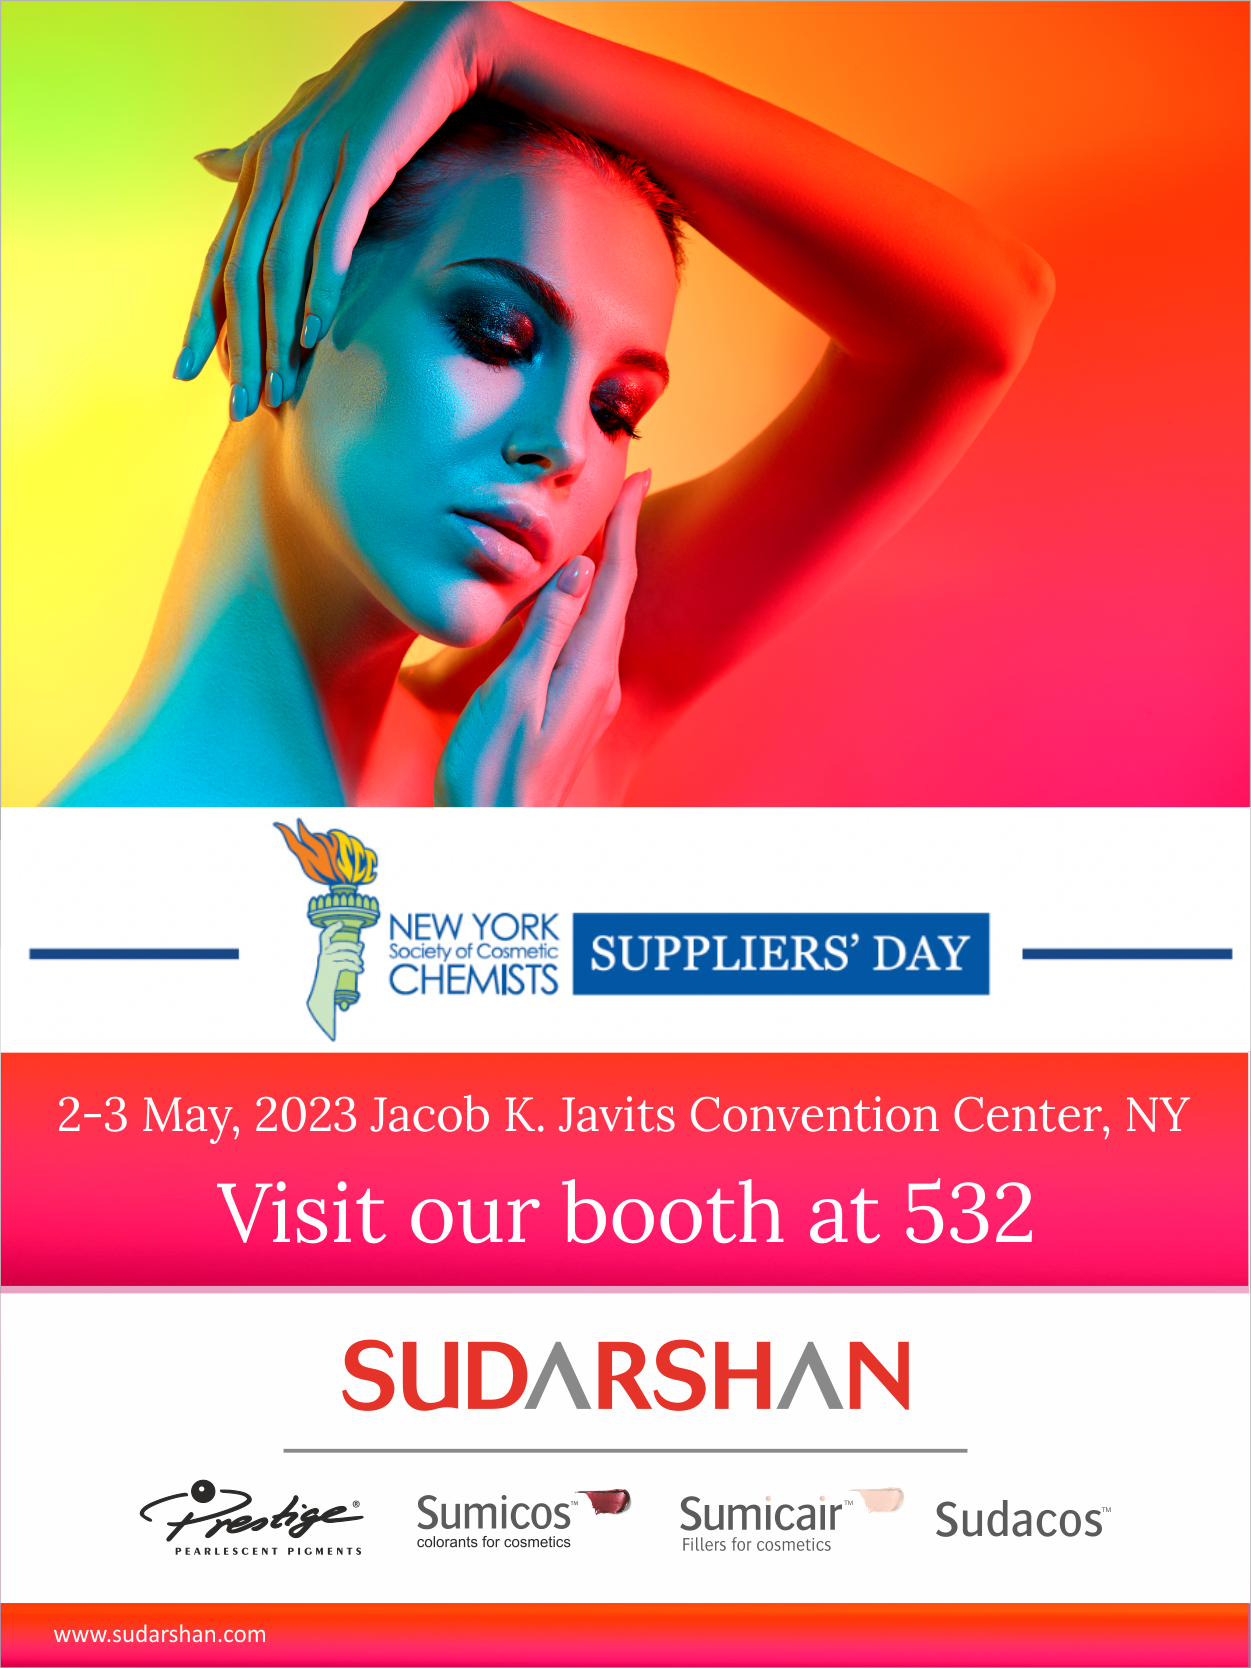 NYSCC
NEW YORK
Society of Cosmetic
CHEMISTS
SUPPLIERS' DAY
2-3 May, 2023 Jacob K. Javits Convention Center, NY
Visit our booth at 532
SUDARSHAN
Prestige®
PEARLESCENT PIGMENTS
Sumicos™
colorants for cosmetics
Sumicair™
Fillers for cosmetics
Sudacos™
www.sudarshan.com